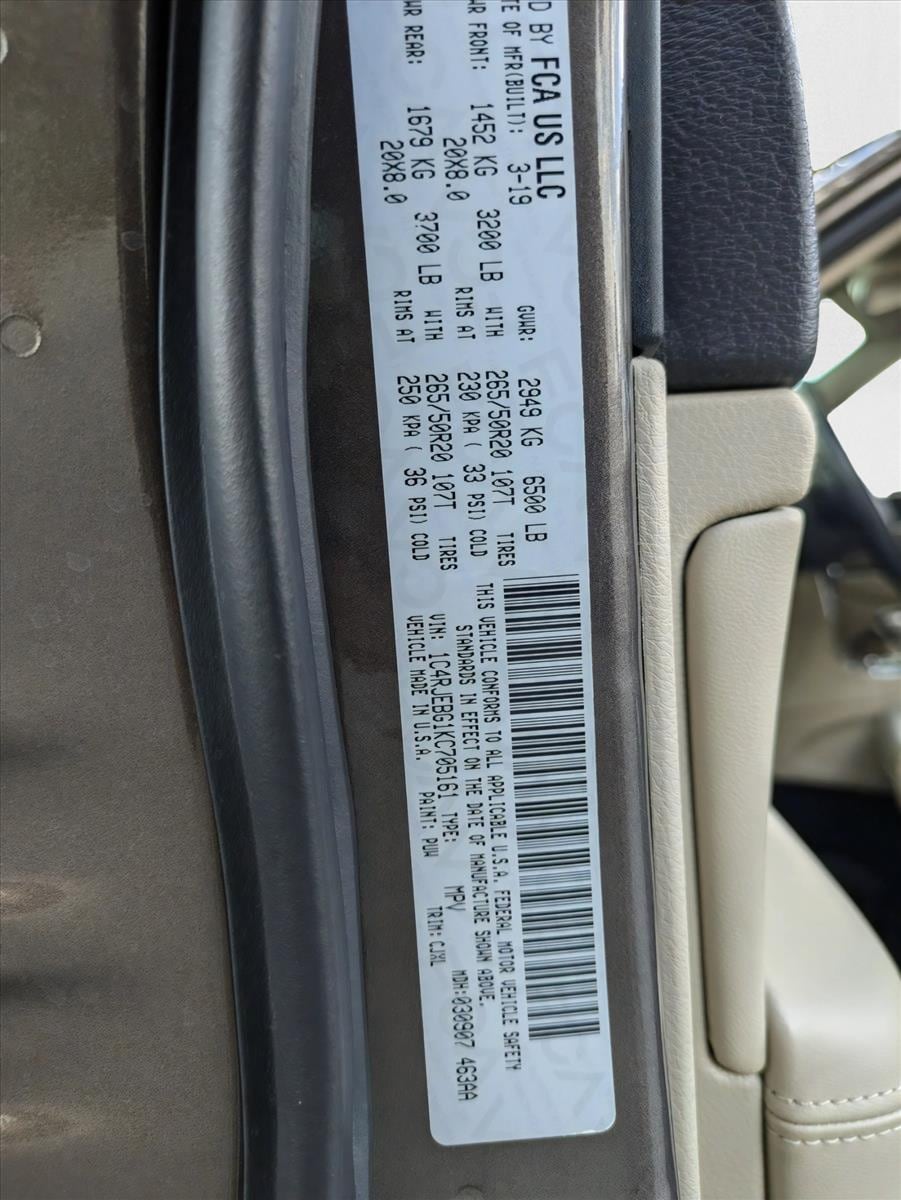 D BY FCA US LLC
TE OF MFR(BUILT): 3-19 GVWR: 2949 KG 6500 LB
WR FRONT: 1452 KG 3200 LB WITH 265/50R20 107T TIRES
20X8.0 RIMS AT 230 KPA ( 33 PSI) COLD
WR REAR: 1679 KG 3700 LB WITH 265/50R20 107T TIRES
20X8.0 RIMS AT 250 KPA ( 36 PSI) COLD
THIS VEHICLE CONFORMS TO ALL APPLICABLE U.S.A. FEDERAL MOTOR VEHICLE SAFETY
STANDARDS IN EFFECT ON THE DATE OF MANUFACTURE SHOWN ABOVE.
VIN: 1C4RJEBG1KC705161 TYPE: MPV MDH:030907 463AA
VEHICLE MADE IN U.S.A. PAINT: PUW TRIM: CJXL